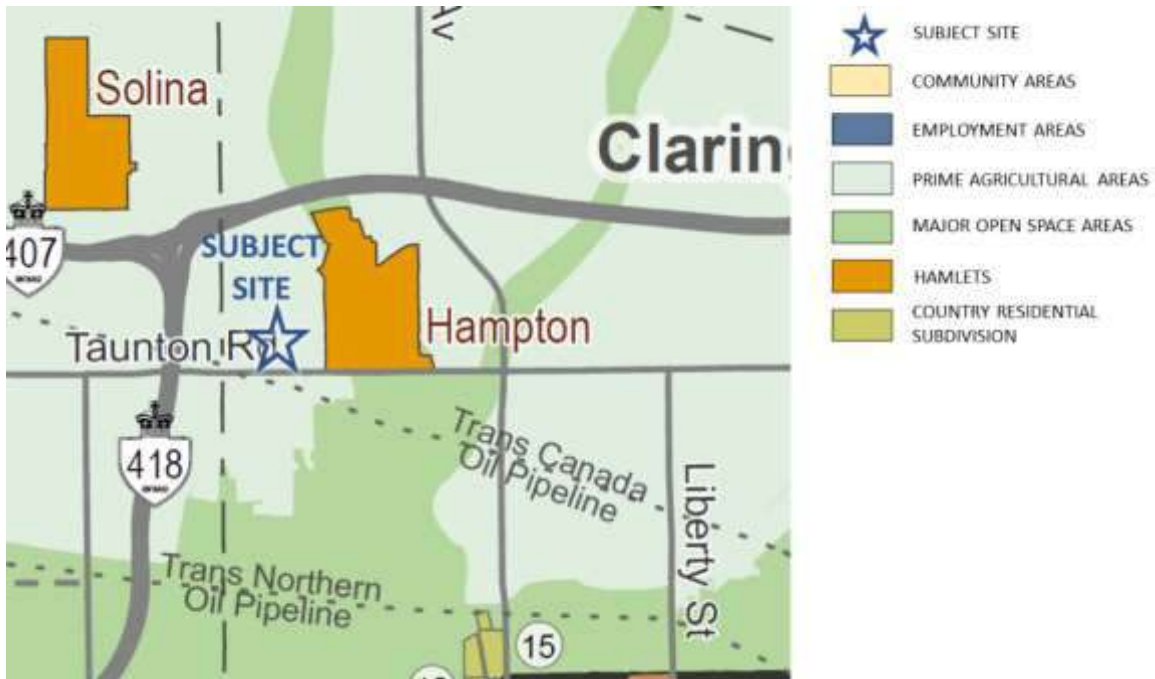 Av
Solina
Clarin
407
SUBJECT
SITE
Taunton Rd
Hampton
418
Trans Canada
Oil Pipeline
Liberty St
Trans Northern
Oil Pipeline
15
SUBJECT SITE
COMMUNITY AREAS
EMPLOYMENT AREAS
PRIME AGRICULTURAL AREAS
MAJOR OPEN SPACE AREAS
HAMLETS
COUNTRY RESIDENTIAL
SUBDIVISION